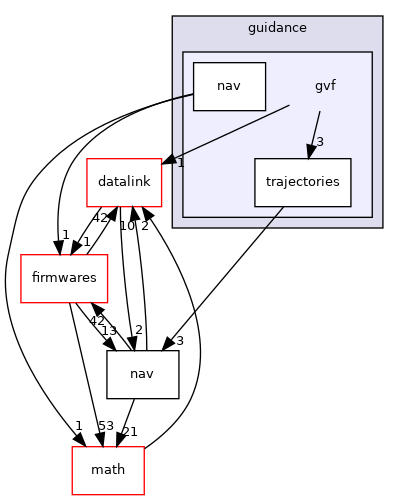 guidance
nav
gvf
3
1
datalink
trajectories
42
10
2
1
1
firmwares
42
13
2
3
nav
1
53
21
math